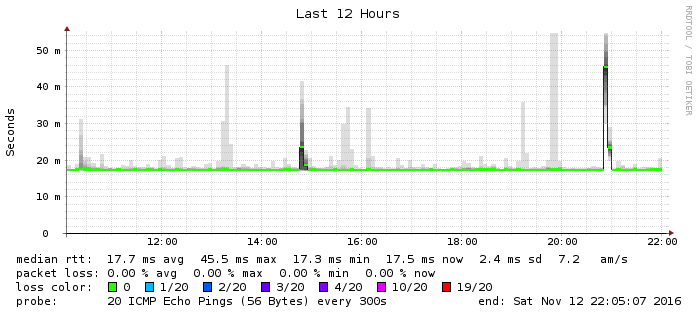 Last 12 Hours
RRDTOOL / TOBI OETIKER
Seconds
50 m
40 m
30 m
20 m
10 m
0
12:00 14:00 16:00 18:00 20:00 22:00
median rtt: 17.7 ms avg 45.5 ms max 17.3 ms min 17.5 ms now 2.4 ms sd 7.2 am/s
packet loss: 0.00 % avg 0.00 % max 0.00 % min 0.00 % now
loss color: 0 1/20 2/20 3/20 4/20 10/20 19/20
probe: 20 ICMP Echo Pings (56 Bytes) every 300s end: Sat Nov 12 22:05:07 2016